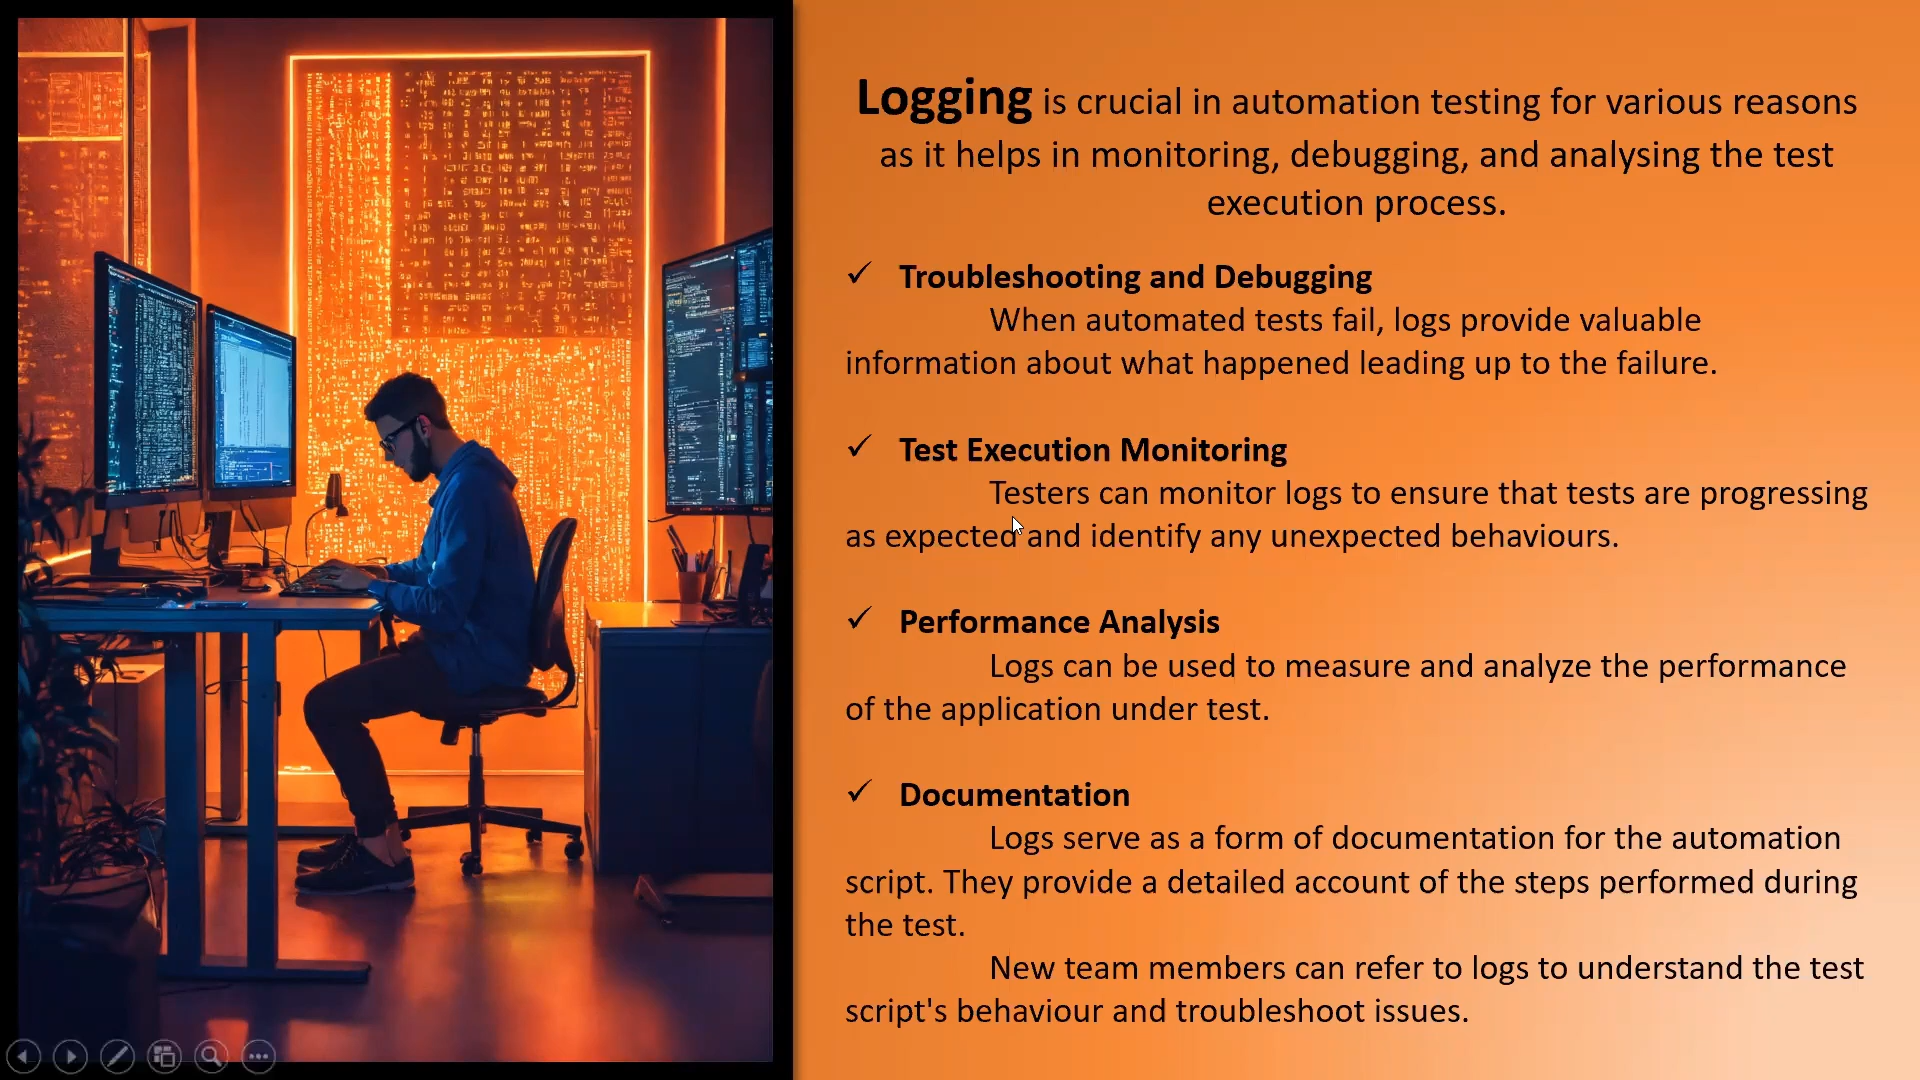 Logging is crucial in automation testing for various reasons
as it helps in monitoring, debugging, and analysing the test
execution process.
✓ Troubleshooting and Debugging
When automated tests fail, logs provide valuable
information about what happened leading up to the failure.
✓ Test Execution Monitoring
Testers can monitor logs to ensure that tests are progressing
as expected and identify any unexpected behaviours.
✓ Performance Analysis
Logs can be used to measure and analyze the performance
of the application under test.
✓ Documentation
Logs serve as a form of documentation for the automation
script. They provide a detailed account of the steps performed during
the test.
New team members can refer to logs to understand the test
script's behaviour and troubleshoot issues.